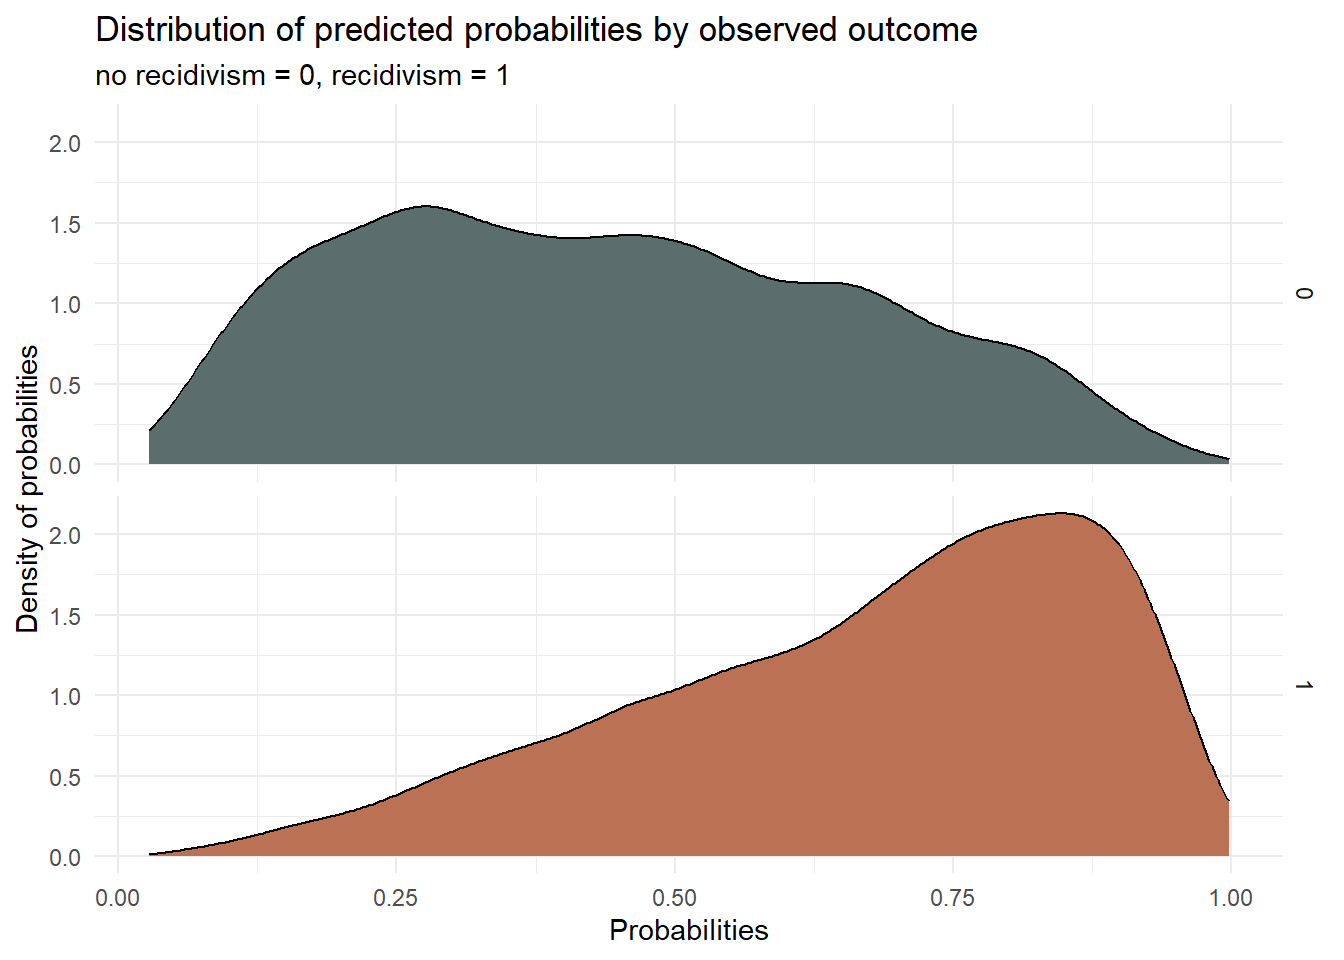 Distribution of predicted probabilities by observed outcome
no recidivism = 0, recidivism = 1
Density of probabilities
2.0
1.5
1.0
0.5
0.0
0
2.0
1.5
1.0
0.5
0.0
1
0.00 0.25 0.50 0.75 1.00
Probabilities